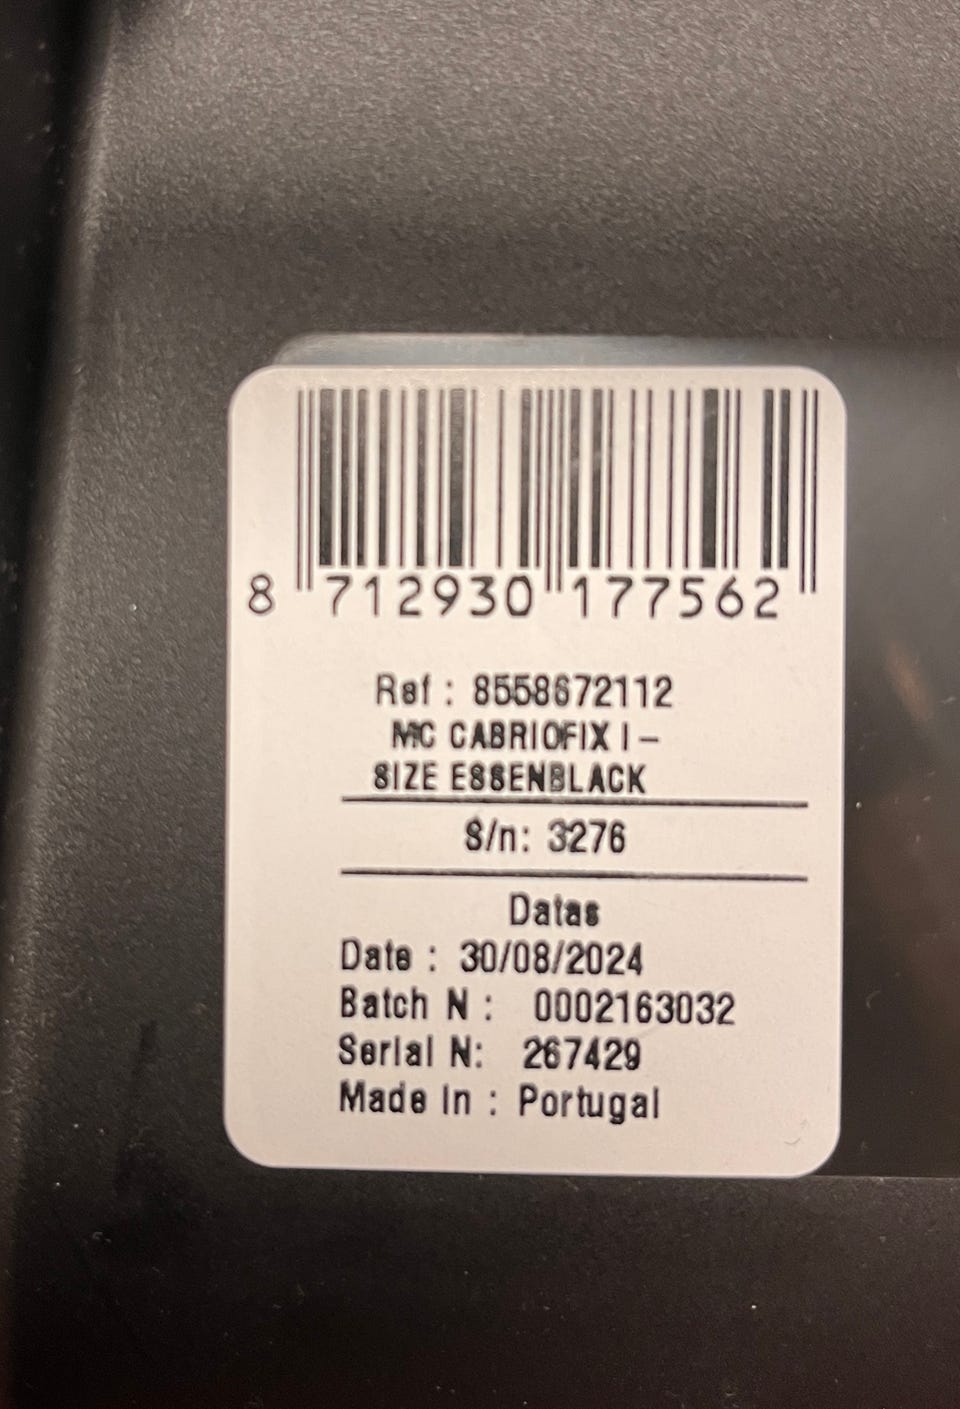 8 712930 177562
Ref : 8558672112
MC CABRIOFIX I -
SIZE ESSENBLACK
S/n: 3276
Datas
Date : 30/08/2024
Batch N : 0002163032
Serial N: 267429
Made In : Portugal